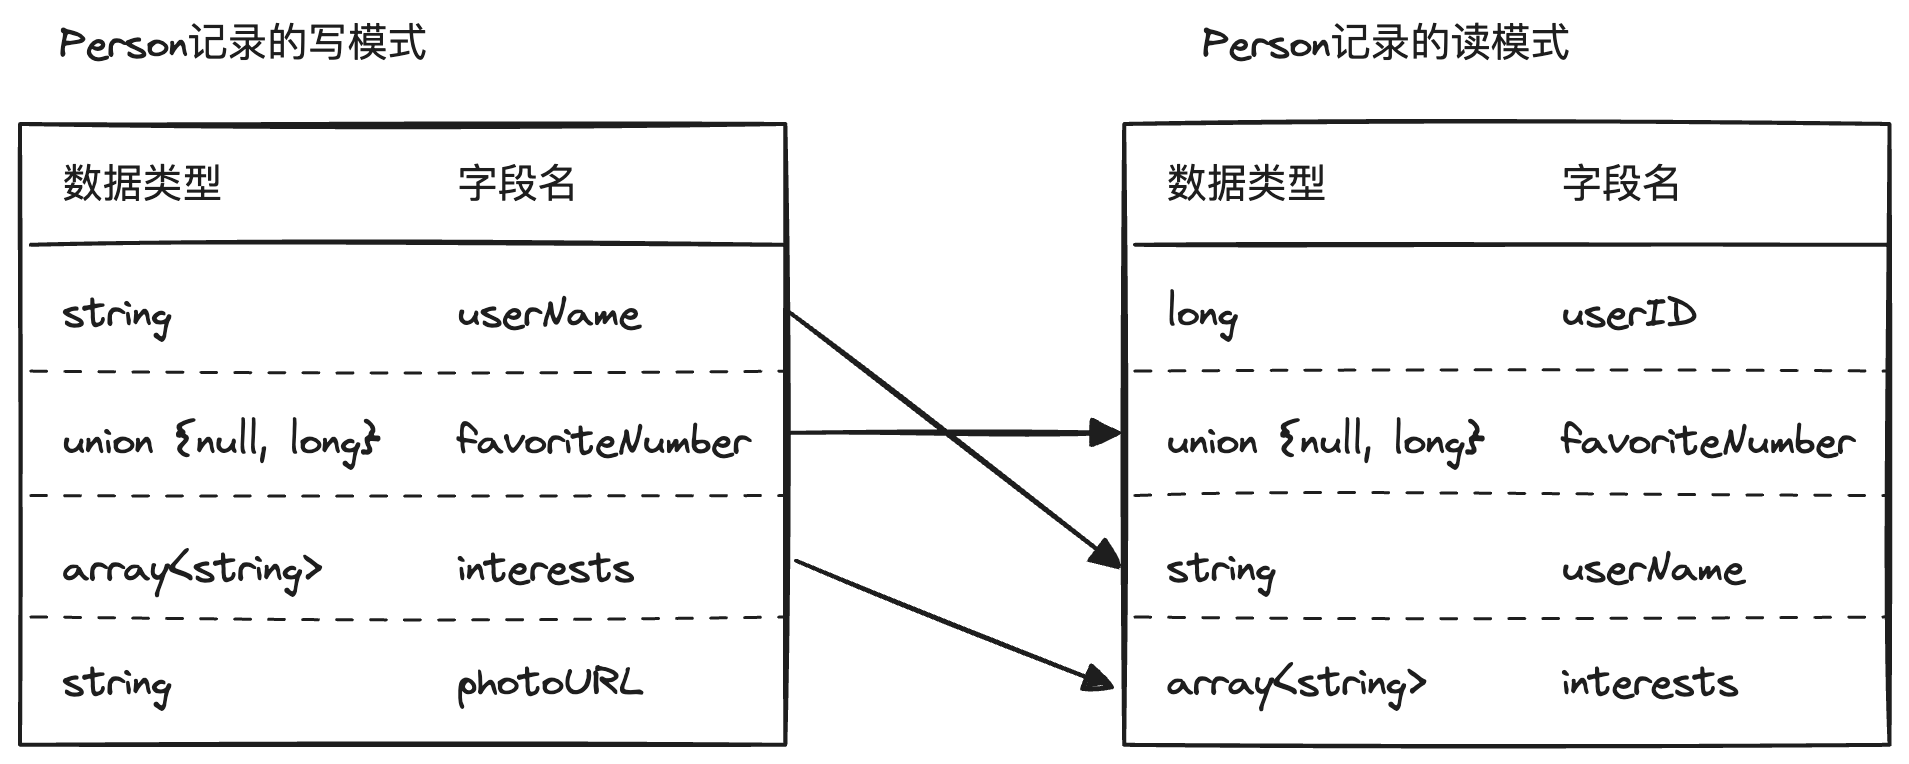 Person记录的写模式
数据类型 字段名
string userName
union {null, long} favoriteNumber
array<string> interests
string photoURL
Person记录的读模式
数据类型 字段名
long userID
union {null, long} favoriteNumber
string userName
array<string> interests